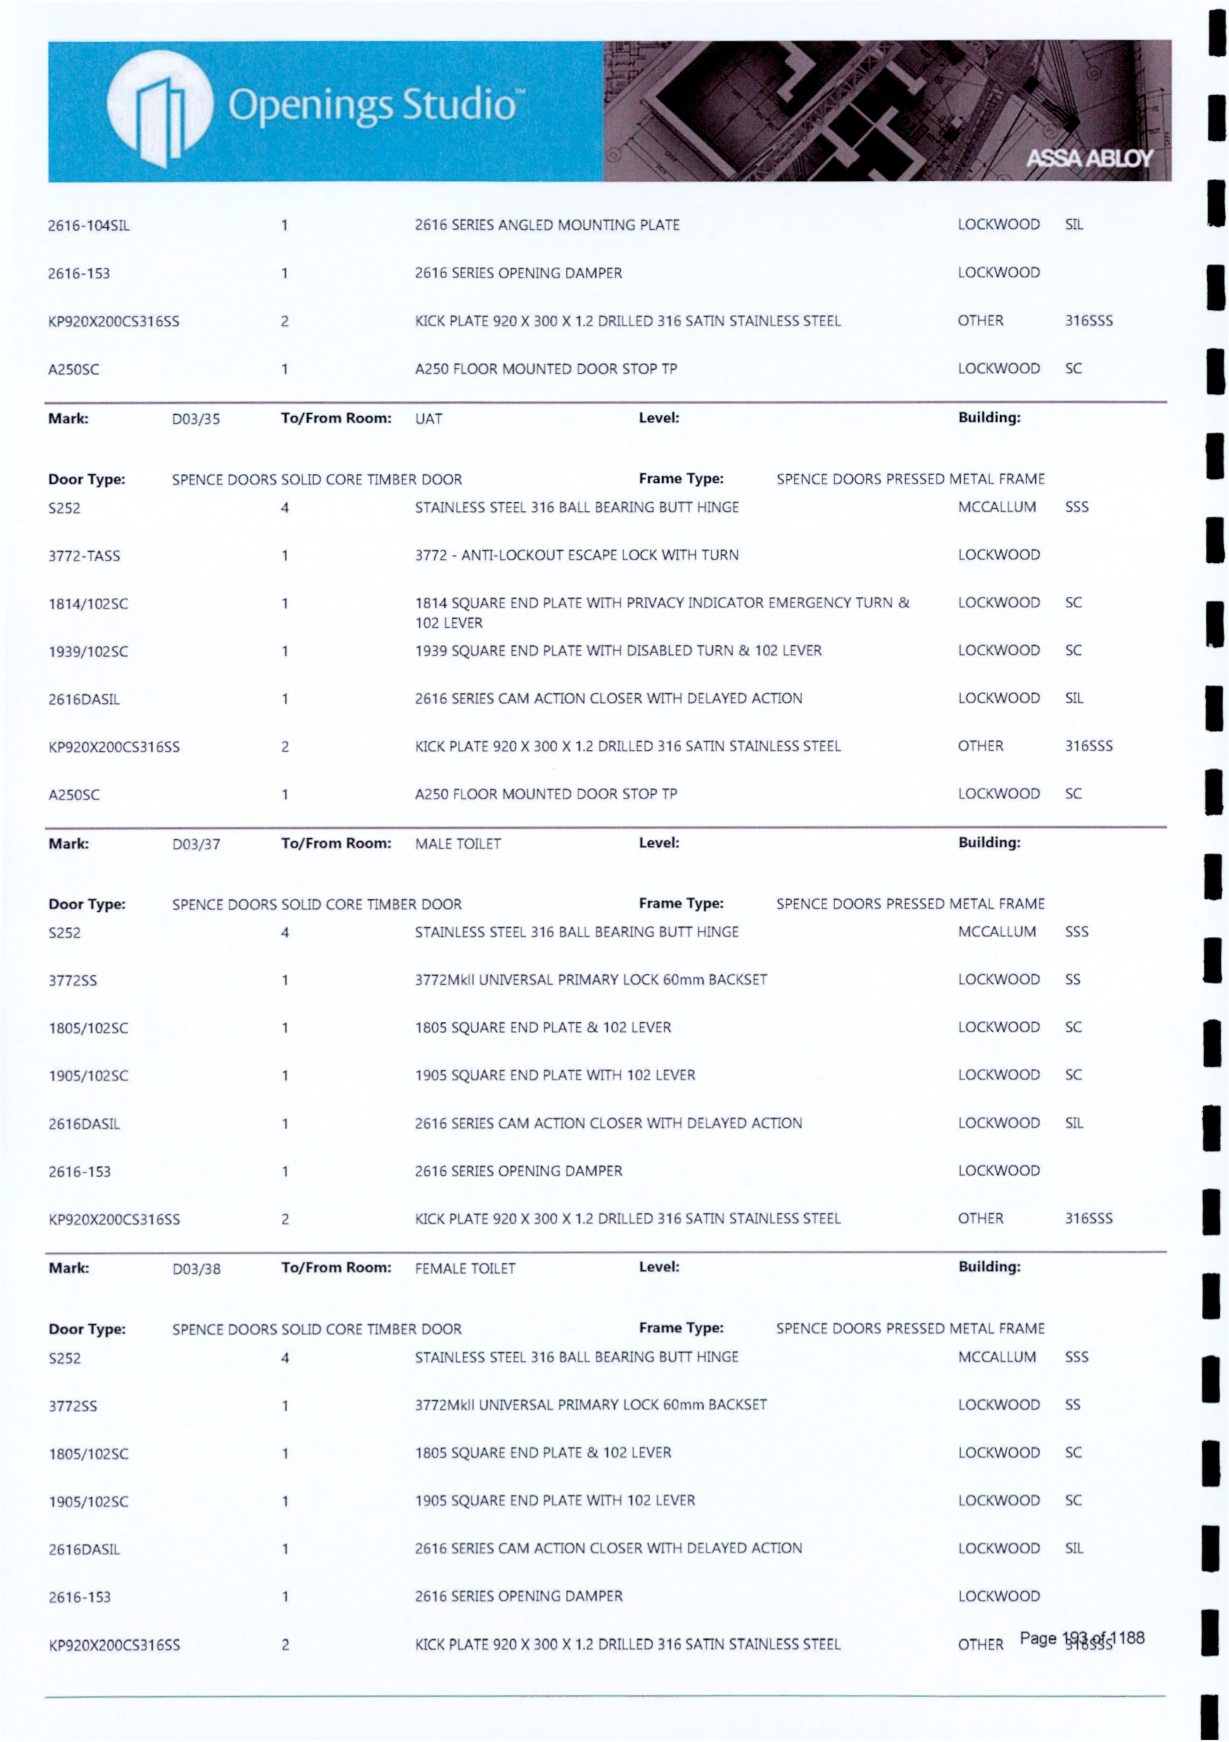 Openings Studio™
ASSA ABLOY
2616-104SIL 1 2616 SERIES ANGLED MOUNTING PLATE LOCKWOOD SIL
2616-153 1 2616 SERIES OPENING DAMPER LOCKWOOD
KP920X200CS316SS 2 KICK PLATE 920 X 300 X 1.2 DRILLED 316 SATIN STAINLESS STEEL OTHER 316SSS
A250SC 1 A250 FLOOR MOUNTED DOOR STOP TP LOCKWOOD SC
Mark: D03/35 To/From Room: UAT Level: Building:
Door Type: SPENCE DOORS SOLID CORE TIMBER DOOR Frame Type: SPENCE DOORS PRESSED METAL FRAME
S252 4 STAINLESS STEEL 316 BALL BEARING BUTT HINGE MCCALLUM SSS
3772-TASS 1 3772 - ANTI-LOCKOUT ESCAPE LOCK WITH TURN LOCKWOOD
1814/102SC 1 1814 SQUARE END PLATE WITH PRIVACY INDICATOR EMERGENCY TURN & LOCKWOOD SC
102 LEVER
1939/102SC 1 1939 SQUARE END PLATE WITH DISABLED TURN & 102 LEVER LOCKWOOD SC
2616DASIL 1 2616 SERIES CAM ACTION CLOSER WITH DELAYED ACTION LOCKWOOD SIL
KP920X200CS316SS 2 KICK PLATE 920 X 300 X 1.2 DRILLED 316 SATIN STAINLESS STEEL OTHER 316SSS
A250SC 1 A250 FLOOR MOUNTED DOOR STOP TP LOCKWOOD SC
Mark: D03/37 To/From Room: MALE TOILET Level: Building:
Door Type: SPENCE DOORS SOLID CORE TIMBER DOOR Frame Type: SPENCE DOORS PRESSED METAL FRAME
S252 4 STAINLESS STEEL 316 BALL BEARING BUTT HINGE MCCALLUM SSS
3772SS 1 3772MkII UNIVERSAL PRIMARY LOCK 60mm BACKSET LOCKWOOD SS
1805/102SC 1 1805 SQUARE END PLATE & 102 LEVER LOCKWOOD SC
1905/102SC 1 1905 SQUARE END PLATE WITH 102 LEVER LOCKWOOD SC
2616DASIL 1 2616 SERIES CAM ACTION CLOSER WITH DELAYED ACTION LOCKWOOD SIL
2616-153 1 2616 SERIES OPENING DAMPER LOCKWOOD
KP920X200CS316SS 2 KICK PLATE 920 X 300 X 1.2 DRILLED 316 SATIN STAINLESS STEEL OTHER 316SSS
Mark: D03/38 To/From Room: FEMALE TOILET Level: Building:
Door Type: SPENCE DOORS SOLID CORE TIMBER DOOR Frame Type: SPENCE DOORS PRESSED METAL FRAME
S252 4 STAINLESS STEEL 316 BALL BEARING BUTT HINGE MCCALLUM SSS
3772SS 1 3772MkII UNIVERSAL PRIMARY LOCK 60mm BACKSET LOCKWOOD SS
1805/102SC 1 1805 SQUARE END PLATE & 102 LEVER LOCKWOOD SC
1905/102SC 1 1905 SQUARE END PLATE WITH 102 LEVER LOCKWOOD SC
2616DASIL 1 2616 SERIES CAM ACTION CLOSER WITH DELAYED ACTION LOCKWOOD SIL
2616-153 1 2616 SERIES OPENING DAMPER LOCKWOOD
KP920X200CS316SS 2 KICK PLATE 920 X 300 X 1.2 DRILLED 316 SATIN STAINLESS STEEL OTHER 316SSS
Page 193 of 1188